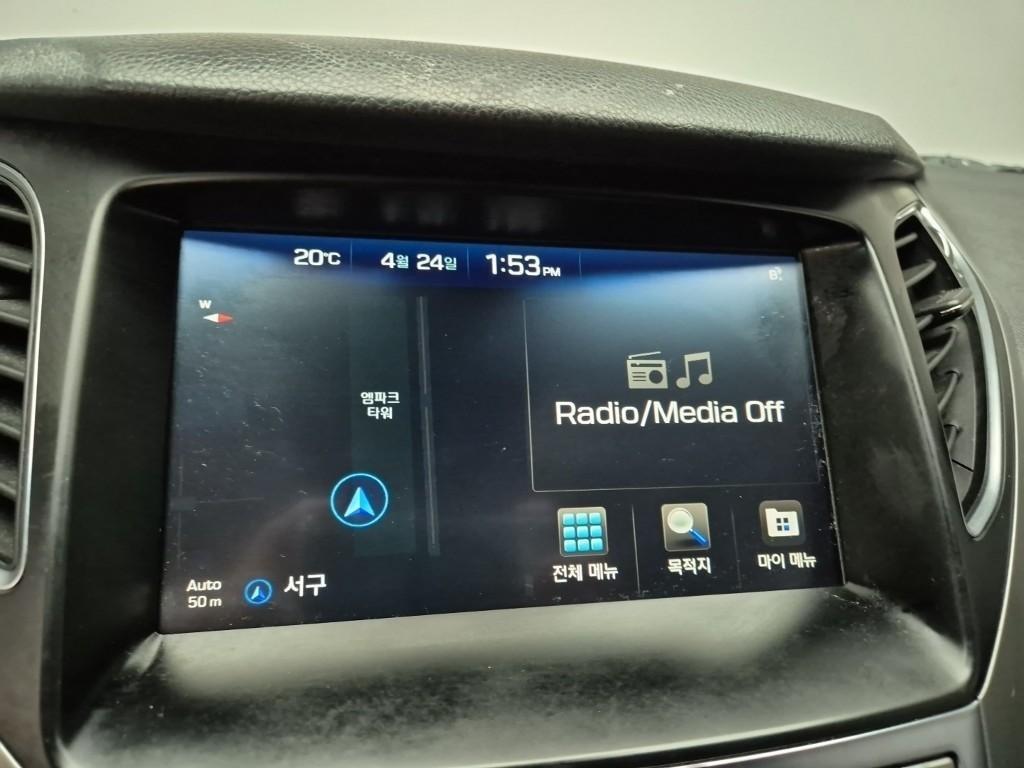 20°C 4월 24일 1:53PM
W
앰파크
타워
Radio/Media Off
전체 메뉴 목적지 마이 메뉴
Auto
50 m
서구